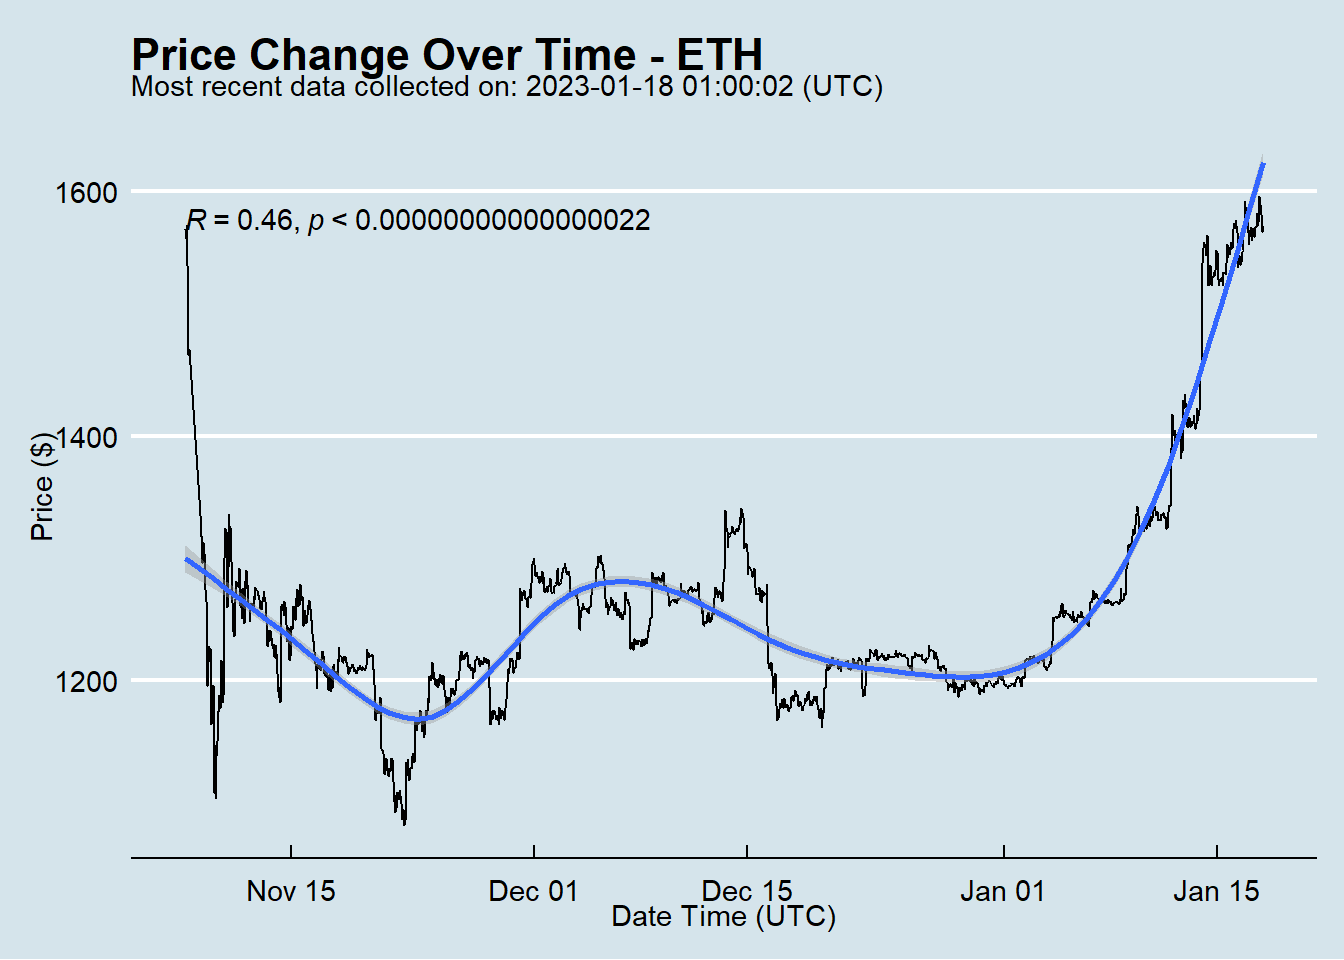 Price Change Over Time - ETH
Most recent data collected on: 2023-01-18 01:00:02 (UTC)
R = 0.46, p < 0.00000000000000022
1600
1400
1200
Price ($)
Nov 15
Dec 01
Dec 15
Jan 01
Jan 15
Date Time (UTC)